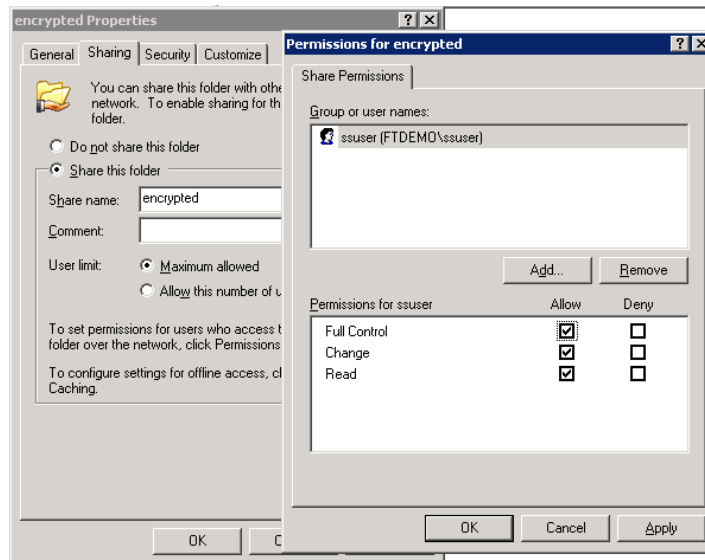 encrypted Properties
General Sharing Security Customize
You can share this folder with othe
network. To enable sharing for th
folder.
Do not share this folder
Share this folder
Share name: encrypted
Comment:
User limit: Maximum allowed
Allow this number of u
To set permissions for users who access t
folder over the network, click Permissions
To configure settings for offline access, cl
Caching.
OK C
Permissions for encrypted
Share Permissions
Group or user names:
ssuser (FTDEMO\ssuser)
Add... Remove
Permissions for ssuser Allow Deny
Full Control
Change
Read
OK Cancel Apply